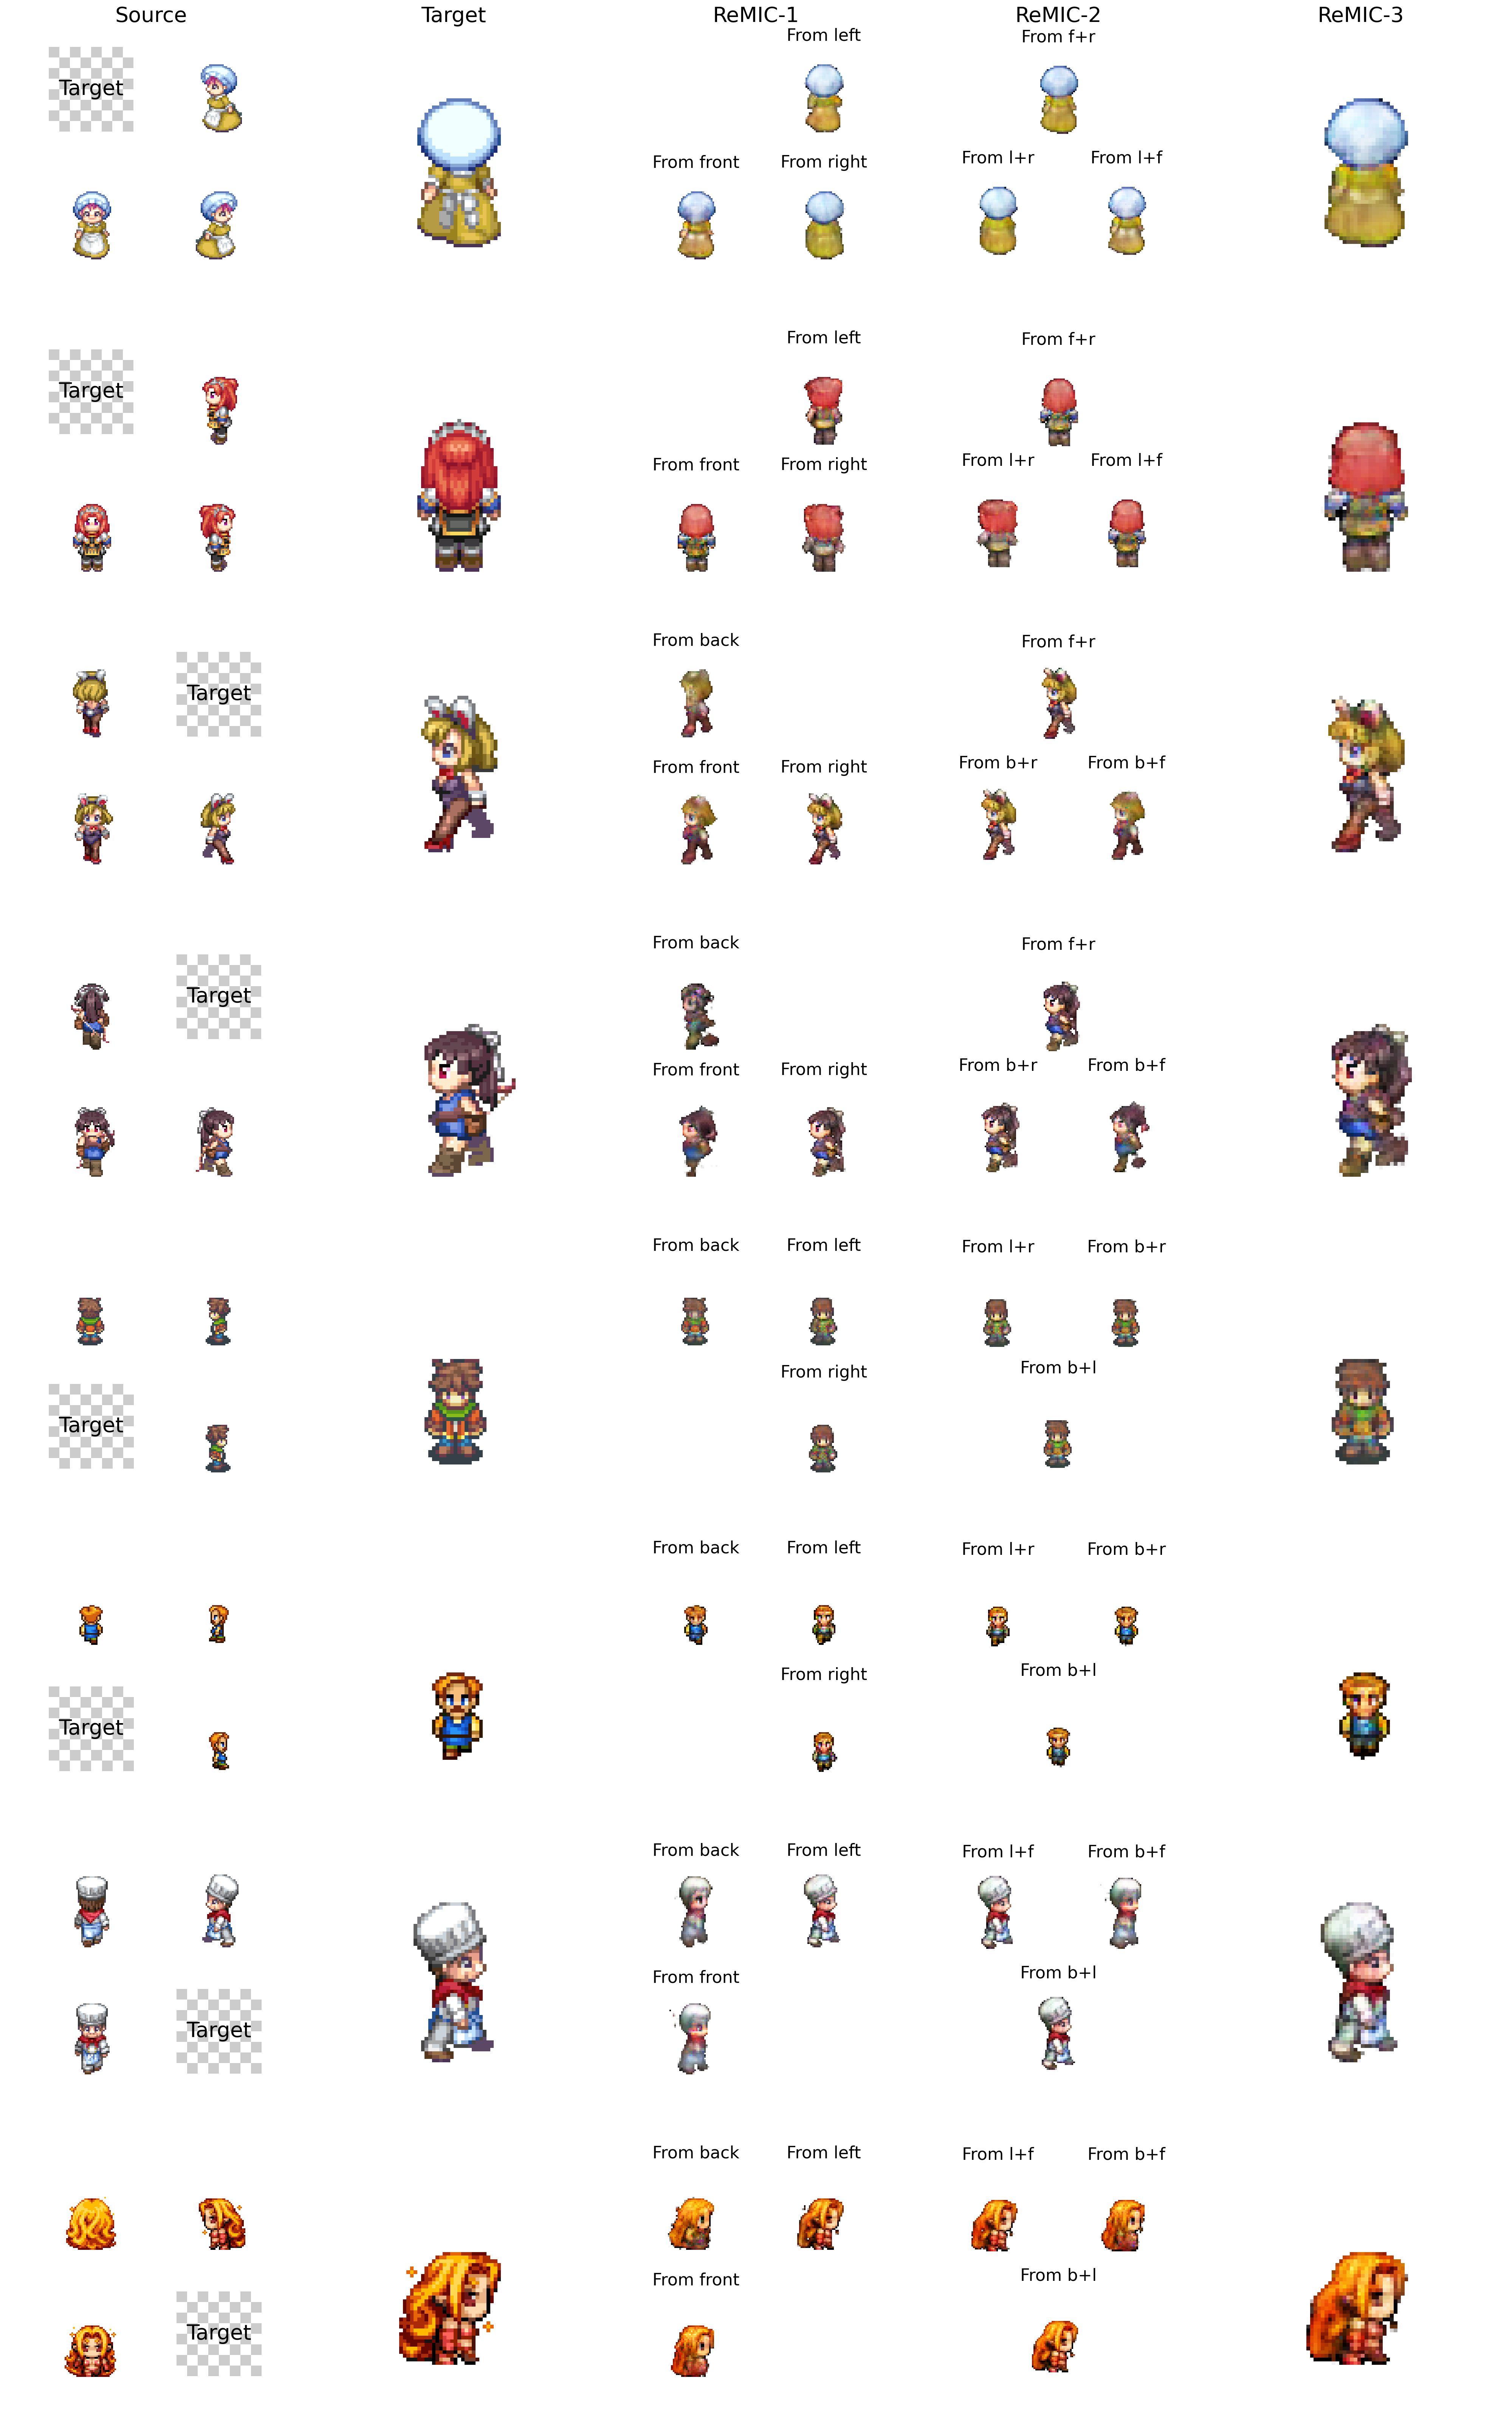 Source Target ReMIC-1 ReMIC-2 ReMIC-3
From left From f+r
Target
From front From right From l+r From l+f
From left From f+r
Target
From front From right From l+r From l+f
From back From f+r
Target
From front From right From b+r From b+f
From back From f+r
Target
From front From right From b+r From b+f
From back From left From l+r From b+r
From right From b+l
Target
From back From left From l+r From b+r
From right From b+l
Target
From back From left From l+f From b+f
From front From b+l
Target
From back From left From l+f From b+f
From front From b+l
Target